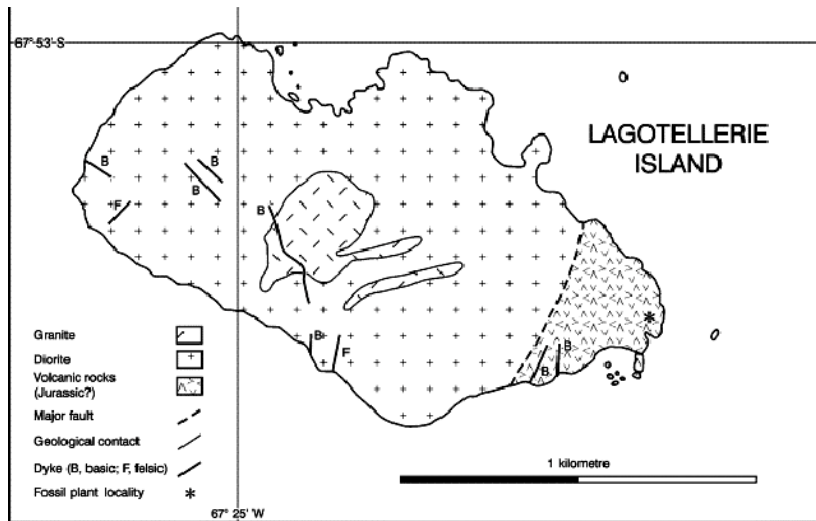 67°53' S
LAGOTELLERIE
ISLAND
B
B
B
F
B
B
F
B
B
Granite
Diorite
Volcanic rocks
(Jurassic?)
Major fault
Geological contact
Dyke (B, basic; F, felsic)
Fossil plant locality
1 kilometre
67° 25' W